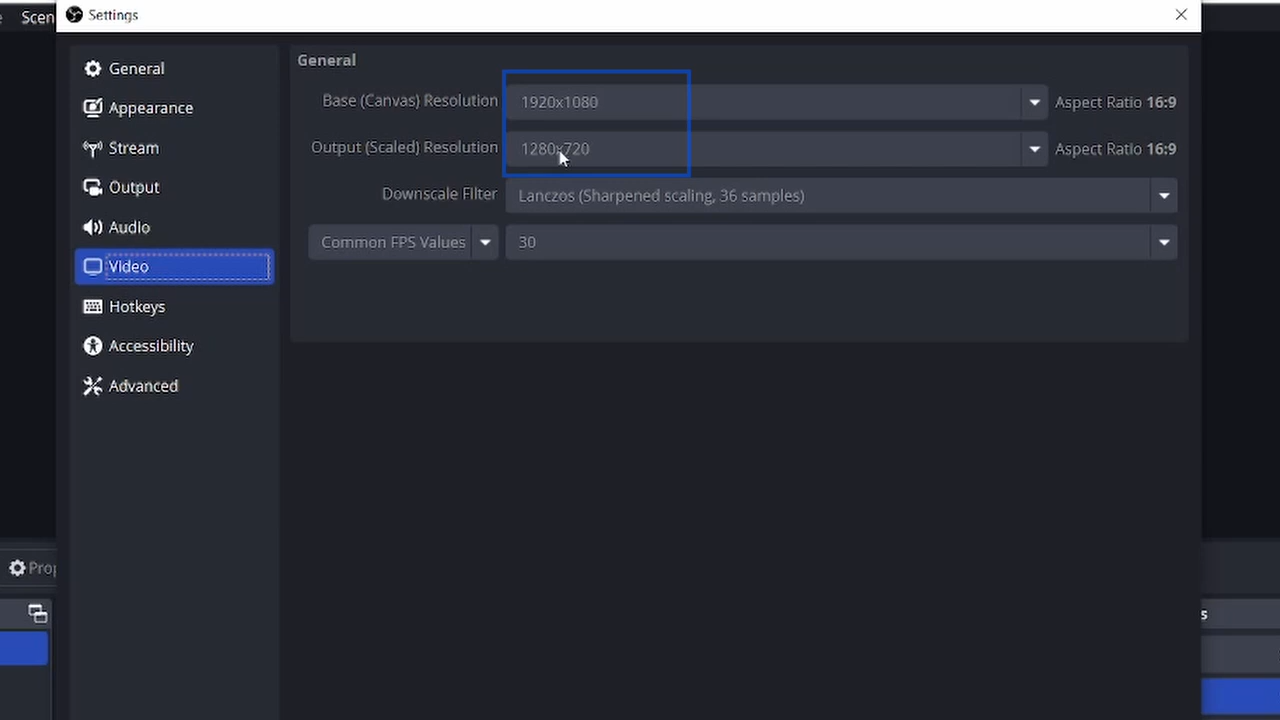 Scen
Settings
General
Appearance
Stream
Output
Audio
Video
Hotkeys
Accessibility
Advanced
General
Base (Canvas) Resolution 1920x1080 Aspect Ratio 16:9
Output (Scaled) Resolution 1280x720 Aspect Ratio 16:9
Downscale Filter Lanczos (Sharpened scaling, 36 samples)
Common FPS Values 30
Prop
s